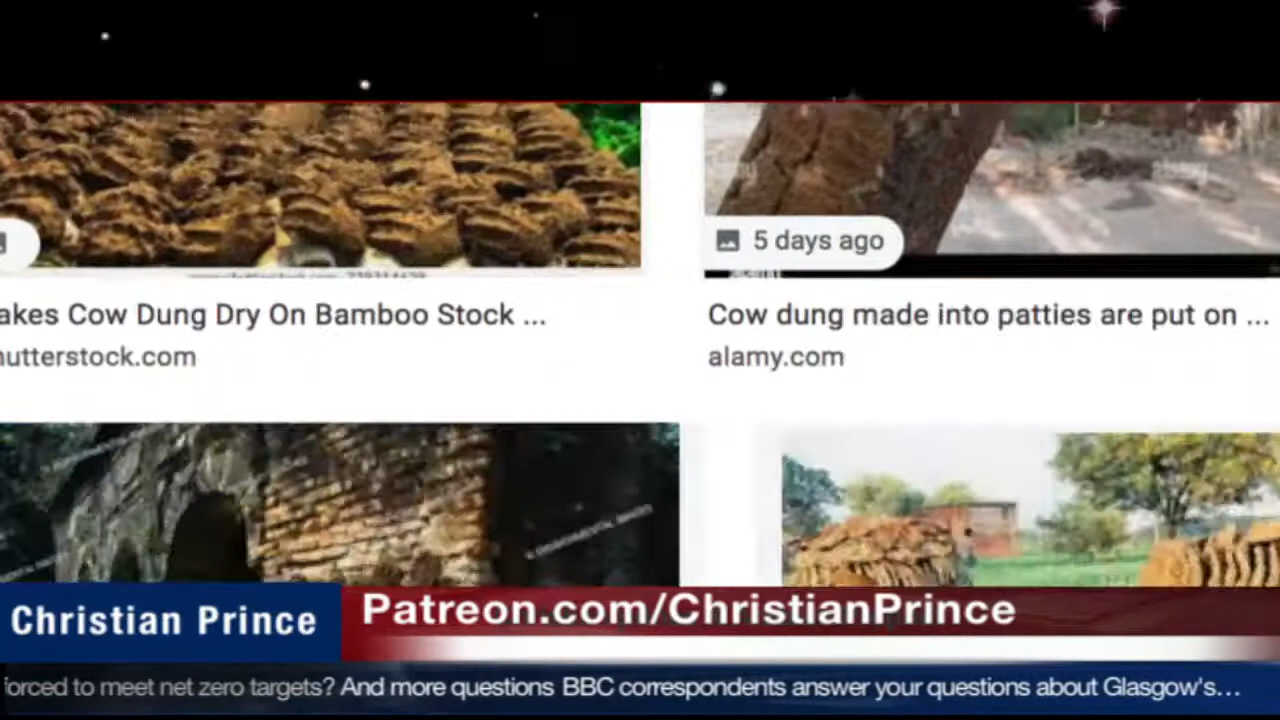 5 days ago
akes Cow Dung Dry On Bamboo Stock ...
Cow dung made into patties are put on ...
hutterstock.com
alamy.com
Christian Prince
Patreon.com/ChristianPrince
forced to meet net zero targets? And more questions BBC correspondents answer your questions about Glasgow's...